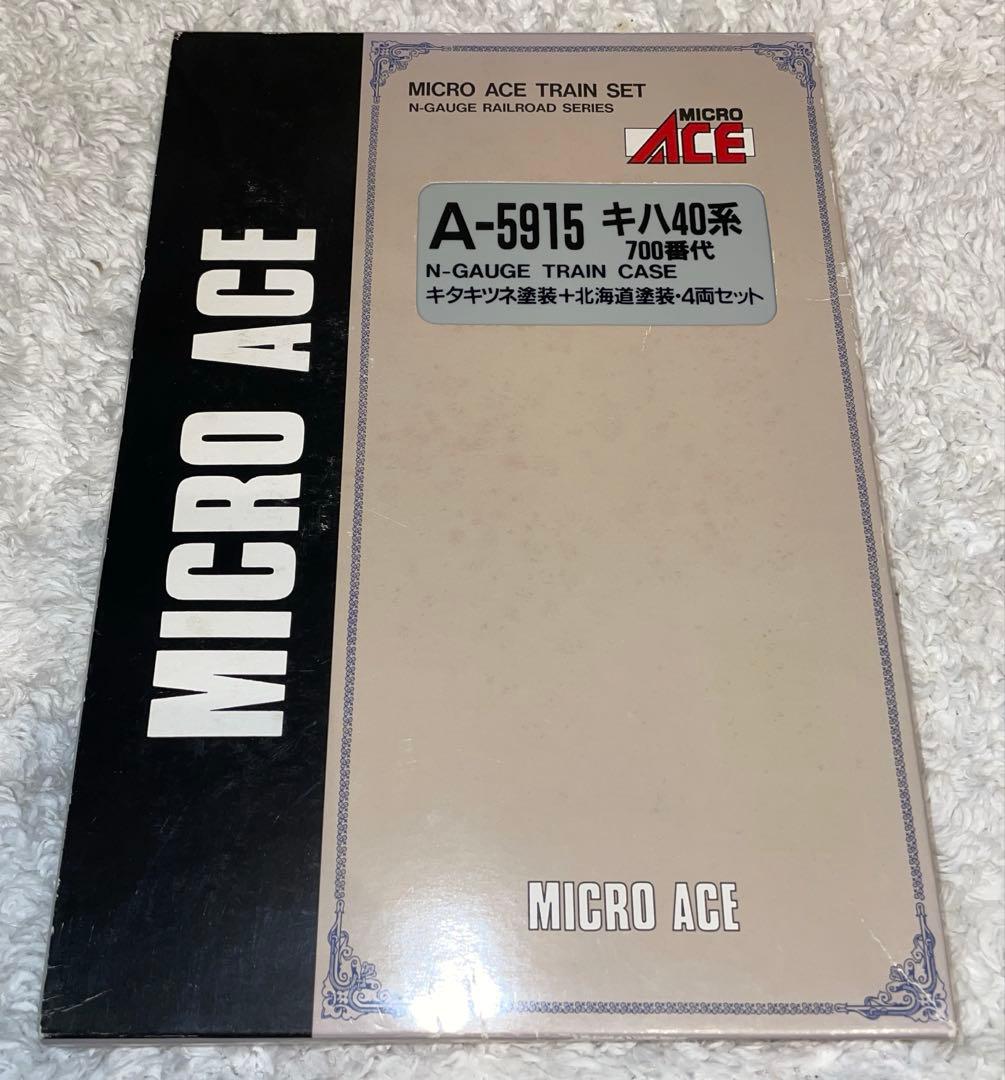 MICRO ACE
MICRO ACE TRAIN SET
N-GAUGE RAILROAD SERIES
MICRO
ACE
A-5915 キハ40系
700番代
N-GAUGE TRAIN CASE
キタキツネ塗装+北海道塗装・4両セット
MICRO ACE